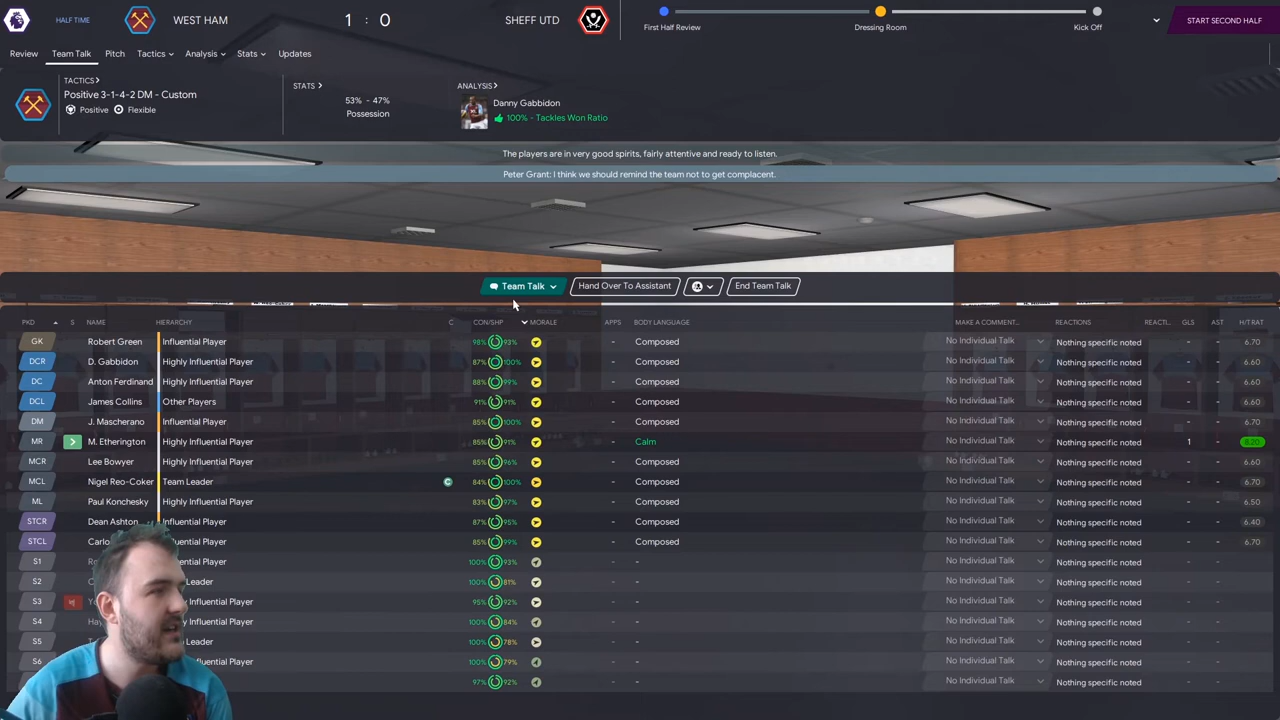 HALF TIME WEST HAM 1 : 0 SHEFF UTD First Half Review Dressing Room Kick Off START SECOND HALF
Review Team Talk Pitch Tactics Analysis Stats Updates
TACTICS
Positive 3-1-4-2 DM - Custom
Positive Flexible
STATS
53% - 47%
Possession
ANALYSIS
Danny Gabbidon
100% - Tackles Won Ratio
The players are in very good spirits, fairly attentive and ready to listen.
Peter Grant: I think we should remind the team not to get complacent.
Team Talk Hand Over To Assistant End Team Talk
PKD S NAME HIERARCHY C CON/SHP MORALE APPS BODY LANGUAGE MAKE A COMMENT... REACTIONS REACTI... GLS AST H/T RAT
GK Robert Green Influential Player 98% 93% - Composed No Individual Talk Nothing specific noted - - 6.70
DCR D. Gabbidon Highly Influential Player 87% 100% - Composed No Individual Talk Nothing specific noted - - 6.60
DC Anton Ferdinand Highly Influential Player 88% 99% - Composed No Individual Talk Nothing specific noted - - 6.60
DCL James Collins Other Players 91% 91% - Composed No Individual Talk Nothing specific noted - - 6.60
DM J. Mascherano Influential Player 85% 100% - Composed No Individual Talk Nothing specific noted - - 6.70
MR M. Etherington Highly Influential Player 85% 91% - Calm No Individual Talk Nothing specific noted 1 - 8.20
MCR Lee Bowyer Highly Influential Player 85% 96% - Composed No Individual Talk Nothing specific noted - - 6.60
MCL Nigel Reo-Coker Team Leader C 84% 100% - Composed No Individual Talk Nothing specific noted - - 6.70
ML Paul Konchesky Highly Influential Player 83% 97% - Composed No Individual Talk Nothing specific noted - - 6.50
STCR Dean Ashton Influential Player 87% 95% - Composed No Individual Talk Nothing specific noted - - 6.40
STCL Carlo Influential Player 85% 99% - Composed No Individual Talk Nothing specific noted - - 6.70
S1 Influential Player 100% 93% - - No Individual Talk Nothing specific noted - -
S2 Leader 100% 81% - - No Individual Talk Nothing specific noted - -
S3 Influential Player 95% 92% - - No Individual Talk Nothing specific noted - -
S4 Influential Player 100% 84% - - No Individual Talk Nothing specific noted - -
S5 Leader 100% 78% - - No Individual Talk Nothing specific noted - -
S6 Influential Player 100% 79% - - No Individual Talk Nothing specific noted - -
Influential Player 97% 92% - - No Individual Talk Nothing specific noted - -